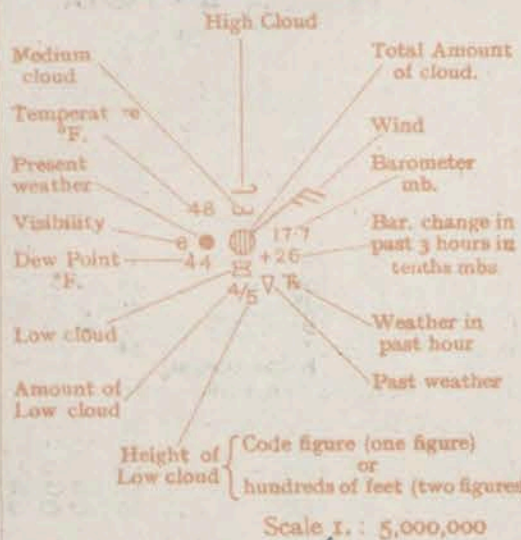 High Cloud
Medium
cloud
Total Amount
of cloud.
Temperat re
°F.
Wind
Present
weather
Barometer
mb.
48
Visibility
6
17.7
Bar. change in
past 3 hours in
tenths mbs
+26
Dew Point
°F.
44
4/5
Low cloud
Weather in
past hour
Amount of
Low cloud
Past weather
Height of
Low cloud
Code figure (one figure)
or
hundreds of feet (two figures
Scale 1. : 5,000,000